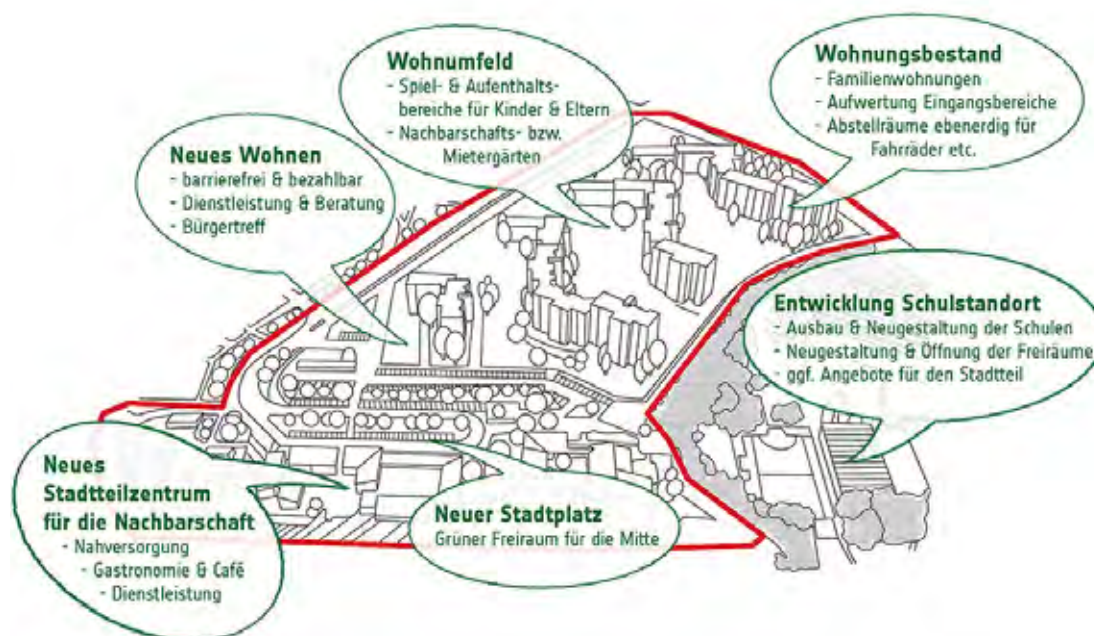 Wohnumfeld
- Spiel- & Aufenthalts-
bereiche für Kinder & Eltern
- Nachbarschafts- bzw.
Mietergärten
Wohnungsbestand
- Familienwohnungen
- Aufwertung Eingangsbereiche
- Abstellräume ebenerdig für
Fahrräder etc.
Neues Wohnen
- barrierefrei & bezahlbar
- Dienstleistung & Beratung
- Bürgertreff
Entwicklung Schulstandort
- Ausbau & Neugestaltung der Schulen
- Neugestaltung & Öffnung der Freiräume
- ggf. Angebote für den Stadtteil
Neues
Stadtteilzentrum
für die Nachbarschaft
- Nahversorgung
- Gastronomie & Café
- Dienstleistung
Neuer Stadtplatz
Grüner Freiraum für die Mitte